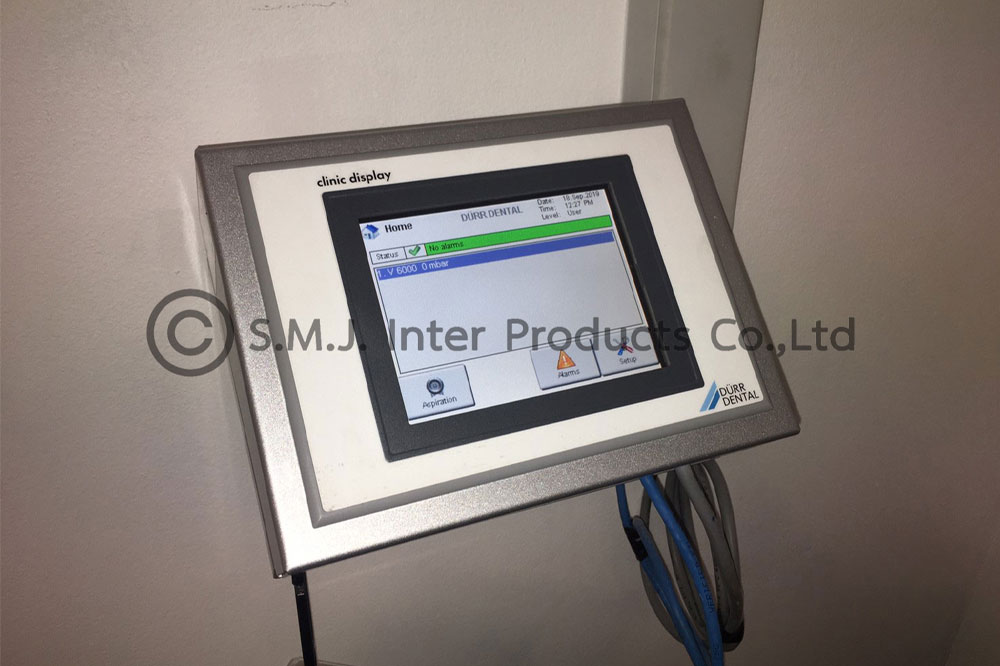 clinic display
Home
DÜRR DENTAL
Date: 18.Sep.2019
Time: 12:27 PM
Level: User
Status
No alarms
1. V 6000 0 mbar
© S.M.J. Inter Products Co.,Ltd
Aspiration
Alarms
Setup
DÜRR
DENTAL